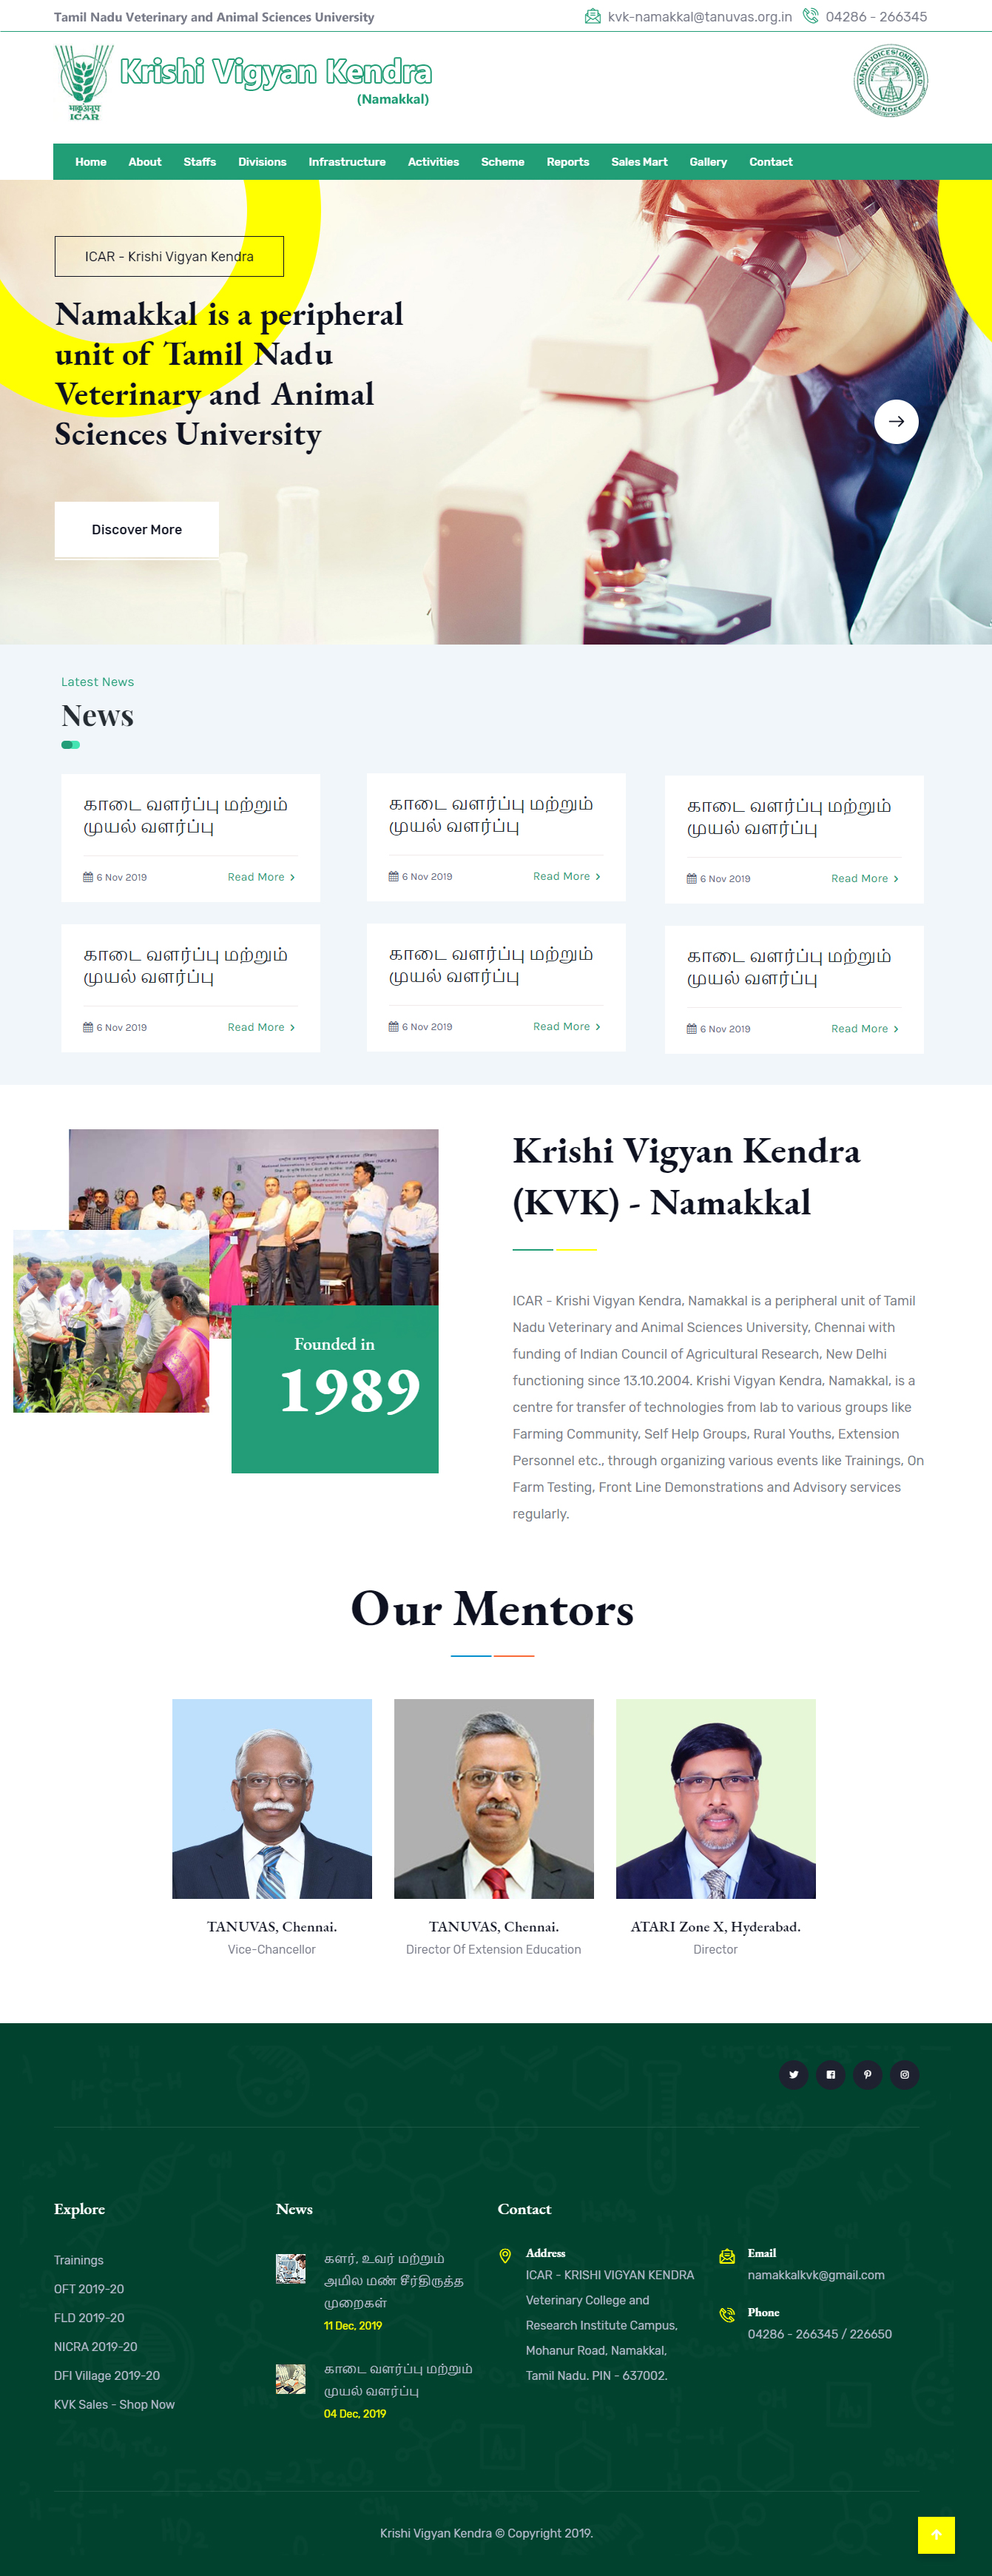 Tamil Nadu Veterinary and Animal Sciences University
kvk-namakkal@tanuvas.org.in 04286 - 266345
Krishi Vigyan Kendra
(Namakkal)
भाकृअनुप
ICAR
MANY VOICES ONE WORLD
CENDECT
Home About Staffs Divisions Infrastructure Activities Scheme Reports Sales Mart Gallery Contact
ICAR - Krishi Vigyan Kendra
Namakkal is a peripheral
unit of Tamil Nadu
Veterinary and Animal
Sciences University
Discover More
Latest News
News
காடை வளர்ப்பு மற்றும்
முயல் வளர்ப்பு
6 Nov 2019 Read More
காடை வளர்ப்பு மற்றும்
முயல் வளர்ப்பு
6 Nov 2019 Read More
காடை வளர்ப்பு மற்றும்
முயல் வளர்ப்பு
6 Nov 2019 Read More
காடை வளர்ப்பு மற்றும்
முயல் வளர்ப்பு
6 Nov 2019 Read More
காடை வளர்ப்பு மற்றும்
முயல் வளர்ப்பு
6 Nov 2019 Read More
காடை வளர்ப்பு மற்றும்
முயல் வளர்ப்பு
6 Nov 2019 Read More
Founded in
1989
Krishi Vigyan Kendra
(KVK) - Namakkal
ICAR - Krishi Vigyan Kendra, Namakkal is a peripheral unit of Tamil
Nadu Veterinary and Animal Sciences University, Chennai with
funding of Indian Council of Agricultural Research, New Delhi
functioning since 13.10.2004. Krishi Vigyan Kendra, Namakkal, is a
centre for transfer of technologies from lab to various groups like
Farming Community, Self Help Groups, Rural Youths, Extension
Personnel etc., through organizing various events like Trainings, On
Farm Testing, Front Line Demonstrations and Advisory services
regularly.
Our Mentors
TANUVAS, Chennai.
Vice-Chancellor
TANUVAS, Chennai.
Director Of Extension Education
ATARI Zone X, Hyderabad.
Director
Explore
Trainings
OFT 2019-20
FLD 2019-20
NICRA 2019-20
DFI Village 2019-20
KVK Sales - Shop Now
News
களர், உவர் மற்றும்
அமில மண் சீர்திருத்த
முறைகள்
11 Dec, 2019
காடை வளர்ப்பு மற்றும்
முயல் வளர்ப்பு
04 Dec, 2019
Contact
Address
ICAR - KRISHI VIGYAN KENDRA
Veterinary College and
Research Institute Campus,
Mohanur Road, Namakkal,
Tamil Nadu. PIN - 637002.
Email
namakkalkvk@gmail.com
Phone
04286 - 266345 / 226650
Krishi Vigyan Kendra © Copyright 2019.